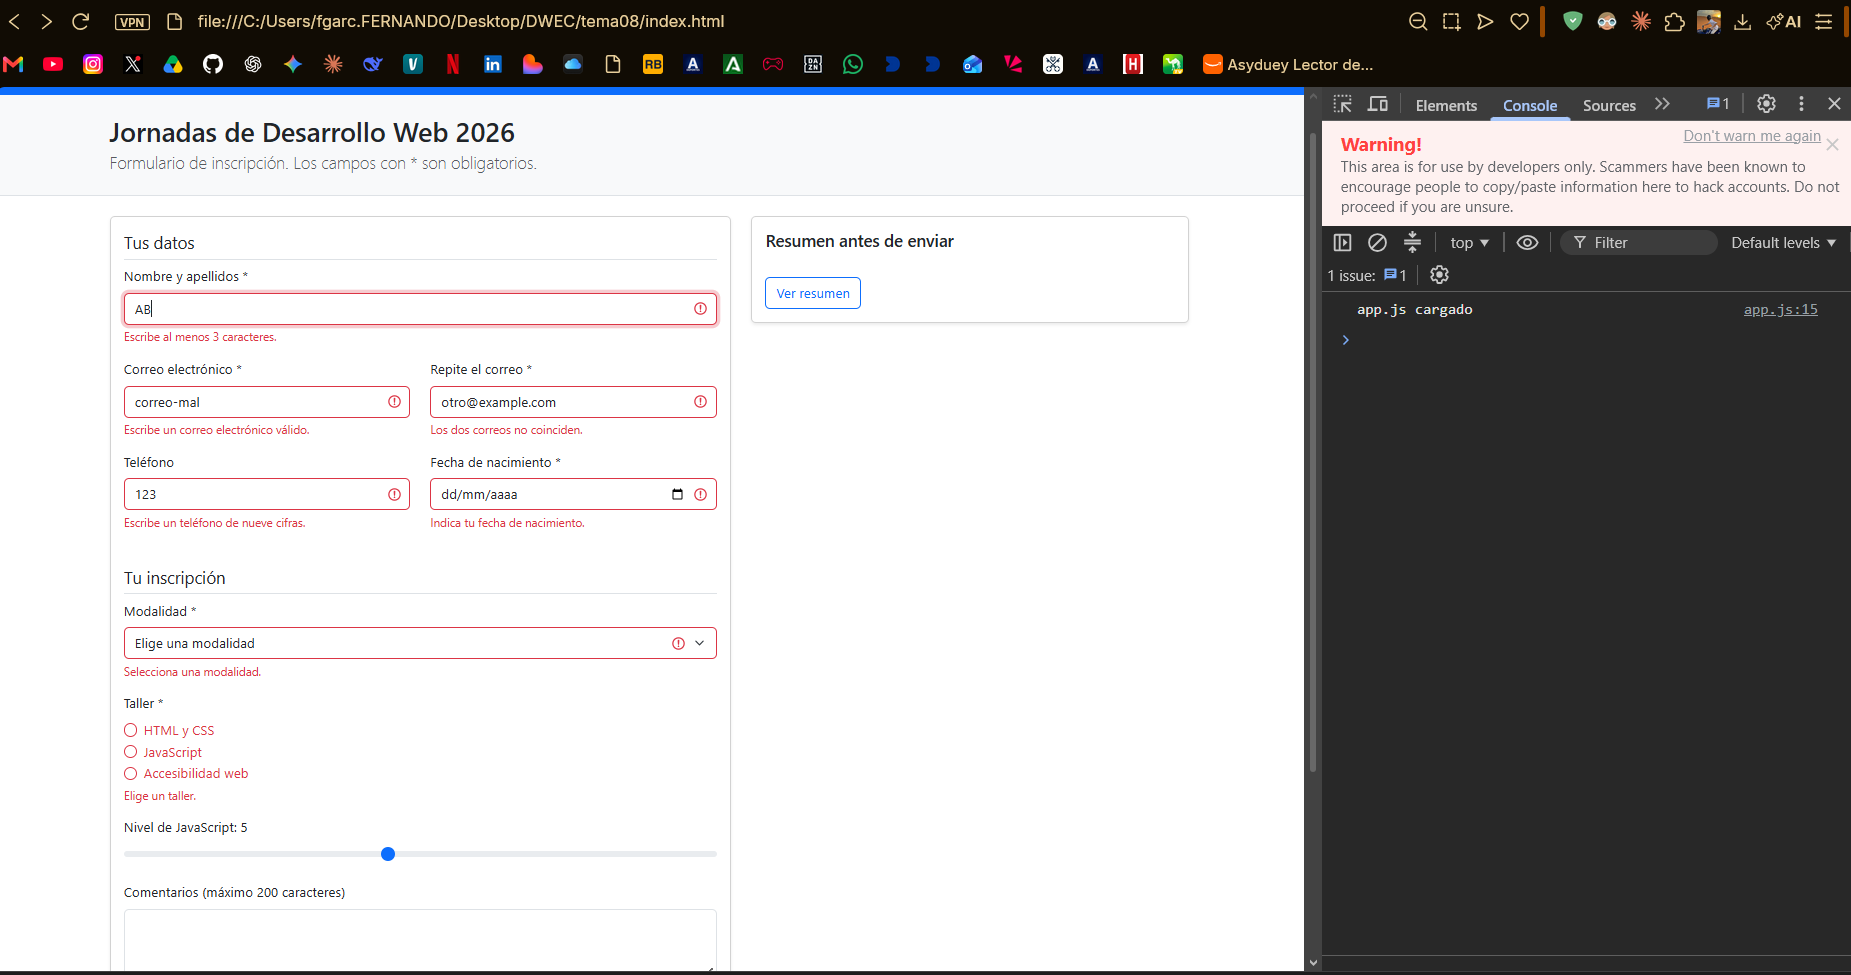 VPN
file:///C:/Users/fgarc.FERNANDO/Desktop/DWEC/tema08/index.html
AI
RB
DA
ZN
Asyduey Lector de...
Jornadas de Desarrollo Web 2026
Formulario de inscripción. Los campos con * son obligatorios.
Tus datos
Nombre y apellidos *
AB
Escribe al menos 3 caracteres.
Correo electrónico *
Repite el correo *
correo-mal
otro@example.com
Escribe un correo electrónico válido.
Los dos correos no coinciden.
Teléfono
Fecha de nacimiento *
123
dd/mm/aaaa
Escribe un teléfono de nueve cifras.
Indica tu fecha de nacimiento.
Tu inscripción
Modalidad *
Elige una modalidad
Selecciona una modalidad.
Taller *
HTML y CSS
JavaScript
Accesibilidad web
Elige un taller.
Nivel de JavaScript: 5
Comentarios (máximo 200 caracteres)
Resumen antes de enviar
Ver resumen
Elements
Console
Sources
1
Don't warn me again
Warning!
This area is for use by developers only. Scammers have been known to
encourage people to copy/paste information here to hack accounts. Do not
proceed if you are unsure.
top
Filter
Default levels
1 issue:
1
app.js cargado
app.js:15